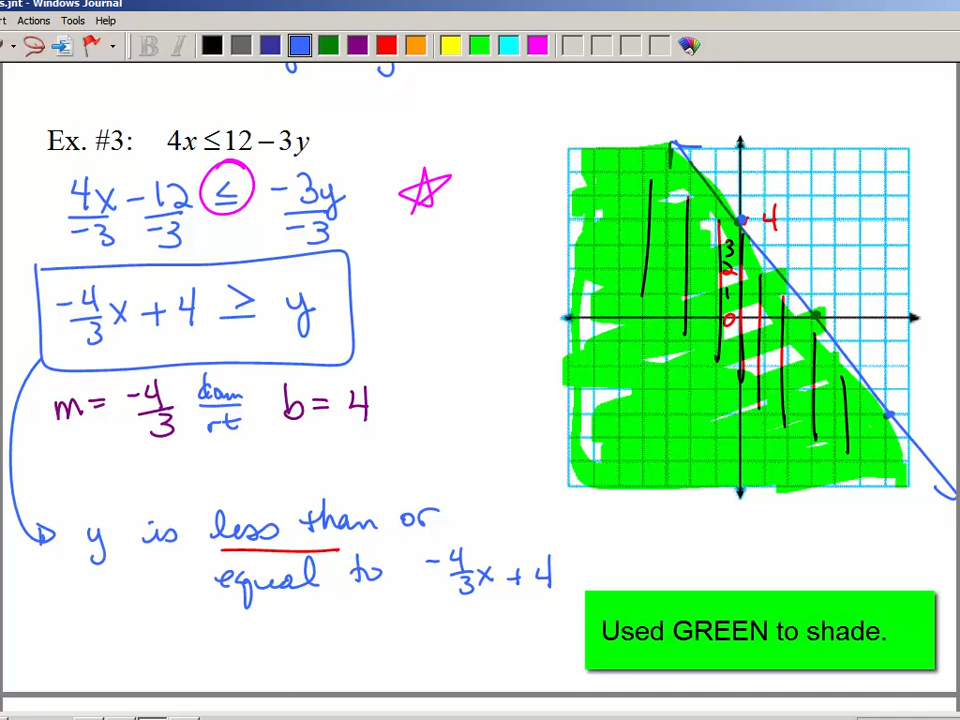 s.jnt - Windows Journal
Actions Tools Help
B I
Ex. #3: 4x ≤ 12 − 3y
4x - 12 ≤ -3y
-3 -3 -3
-4/3 x + 4 ≥ y
m = -4/3 down/rt b = 4
y is less than or
equal to -4/3 x + 4
4
3
2
1
0
Used GREEN to shade.